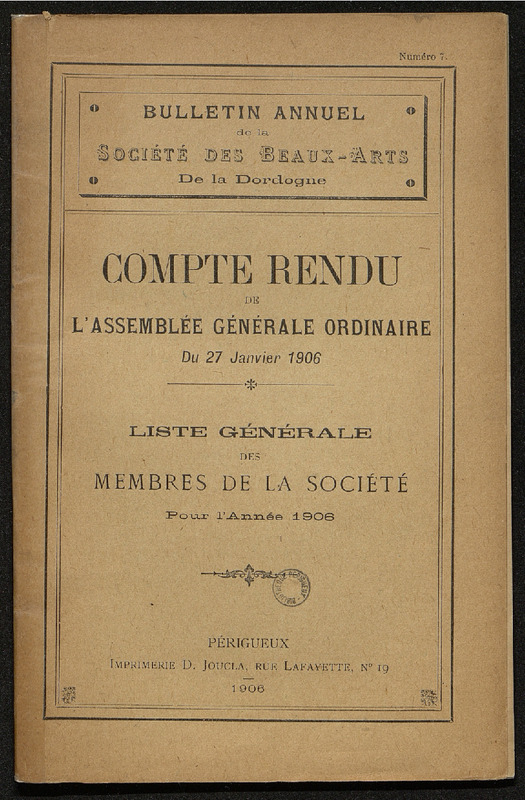 Numéro 7.
BULLETIN ANNUEL
de la
SOCIÉTÉ DES BEAUX-ARTS
De la Dordogne
COMPTE RENDU
DE
L'ASSEMBLÉE GÉNÉRALE ORDINAIRE
Du 27 Janvier 1906
LISTE GÉNÉRALE
DES
MEMBRES DE LA SOCIÉTÉ
Pour l'Année 1906
PÉRIGUEUX
IMPRIMERIE D. JOUCLA, RUE LAFAYETTE, Nº 19
1906